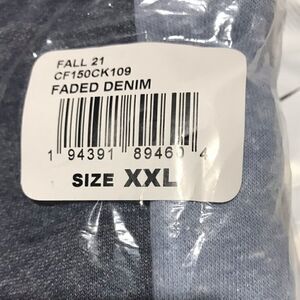 FALL 21
CF150CK109
FADED DENIM
1 94391 89460 4
SIZE XXL